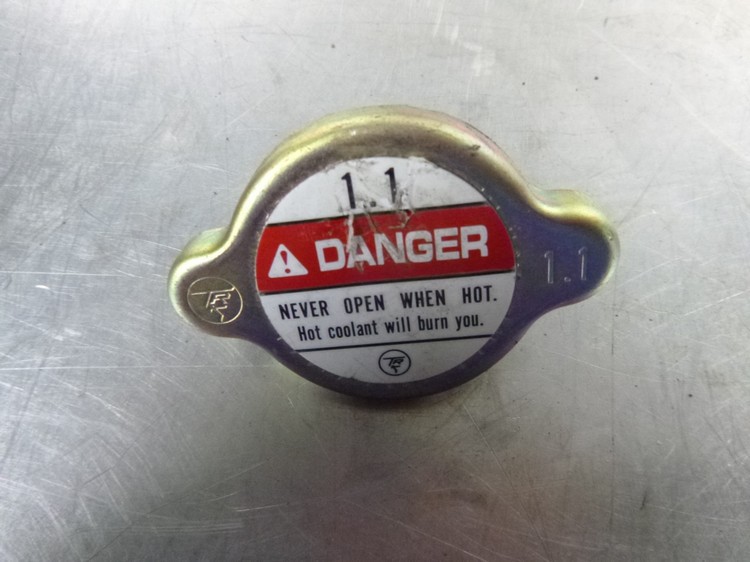 1.1
DANGER
NEVER OPEN WHEN HOT.
Hot coolant will burn you.
1.1